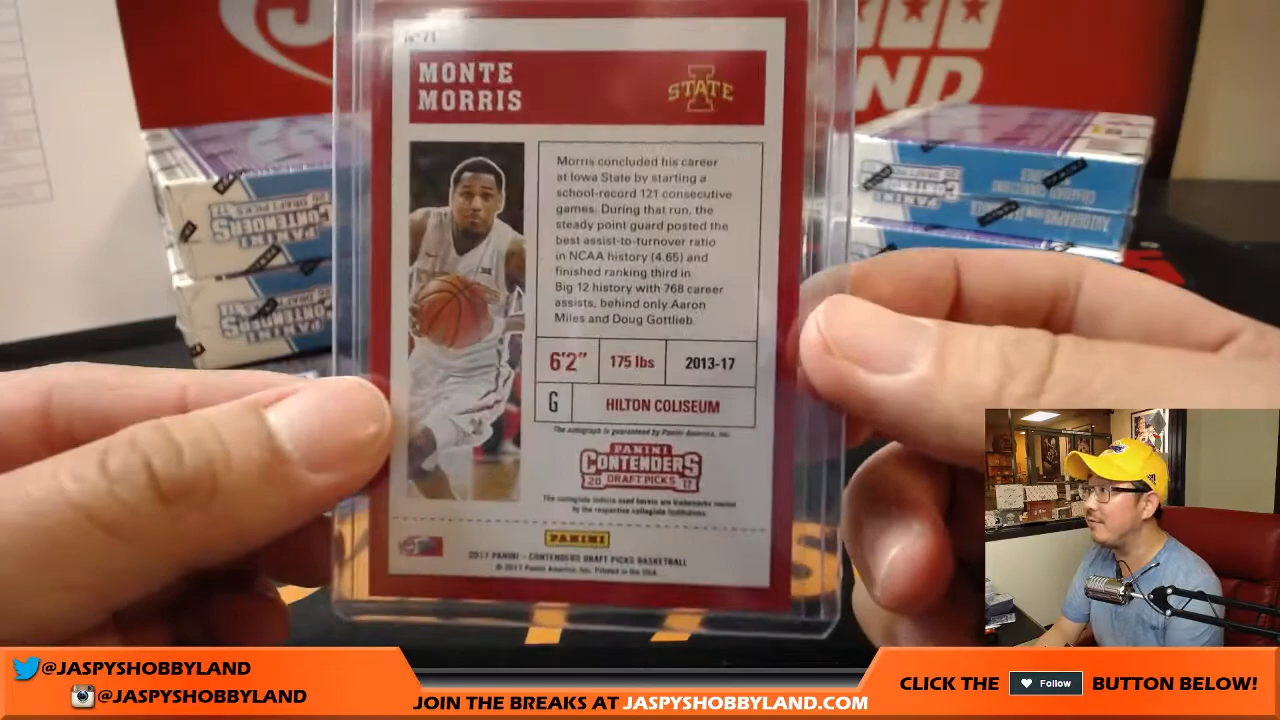 MONTE
MORRIS
I
STATE
Morris concluded his career
at Iowa State by starting a
school-record 121 consecutive
games. During that run, the
steady point guard posted the
best assist-to-turnover ratio
in NCAA history (4.65) and
finished ranking third in
Big 12 history with 768 career
assists, behind only Aaron
Miles and Doug Gottlieb.
6'2" 175 lbs 2013-17
G HILTON COLISEUM
The autograph is guaranteed by Panini America, Inc.
PANINI
CONTENDERS
20 DRAFT PICKS 17
The collegiate indicia used herein are trademarks owned
by the respective collegiate institutions.
PANINI
2017 PANINI - CONTENDERS DRAFT PICKS BASKETBALL
© 2017 Panini America, Inc. Printed in the USA.
PANINI
CONTENDERS
DRAFT PICKS
@JASPYSHOBBYLAND
@JASPYSHOBBYLAND
JOIN THE BREAKS AT JASPYSHOBBYLAND.COM
CLICK THE Follow BUTTON BELOW!